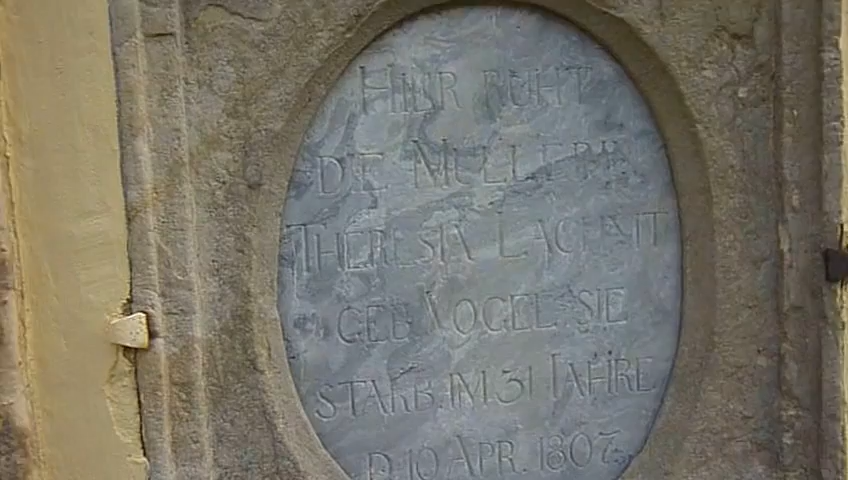 HIER RUHT
DIE MÜLLERIN
THERESIA LACHNIT
GEB VOGEL SIE
STARB. IM. 31 JAHRE
D. 10 APR. 1807.